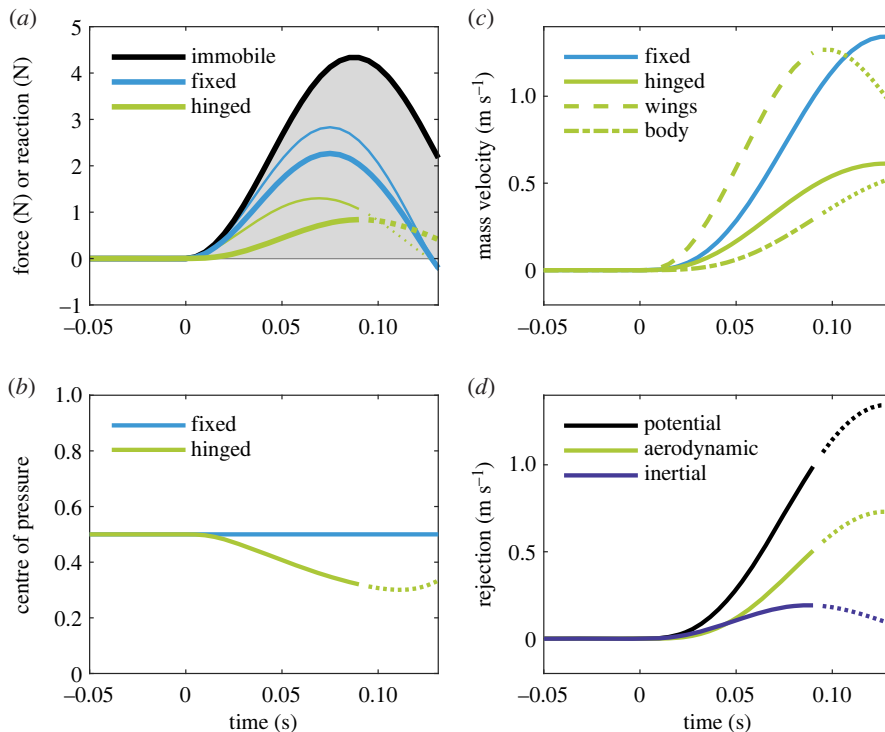 (a)
5
4
3
2
1
0
−1
force (N) or reaction (N)
immobile
fixed
hinged
−0.05 0 0.05 0.10
(c)
1.0
0.5
0
mass velocity (m s−1)
fixed
hinged
wings
body
−0.05 0 0.05 0.10
(b)
1.0
0.8
0.6
0.4
0.2
0
centre of pressure
fixed
hinged
−0.05 0 0.05 0.10
time (s)
(d)
1.0
0.5
0
rejection (m s−1)
potential
aerodynamic
inertial
−0.05 0 0.05 0.10
time (s)